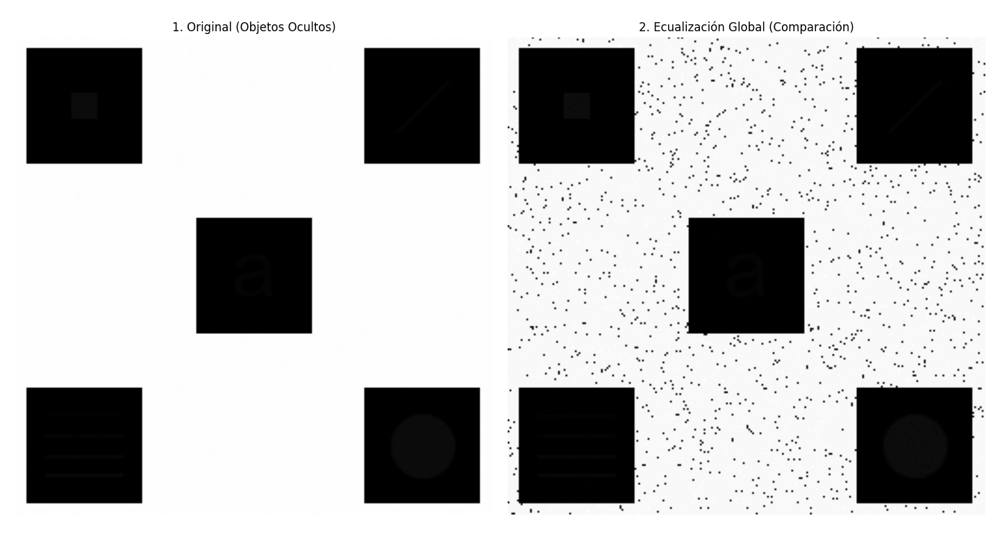 1. Original (Objetos Ocultos)
2. Ecualización Global (Comparación)
a
a